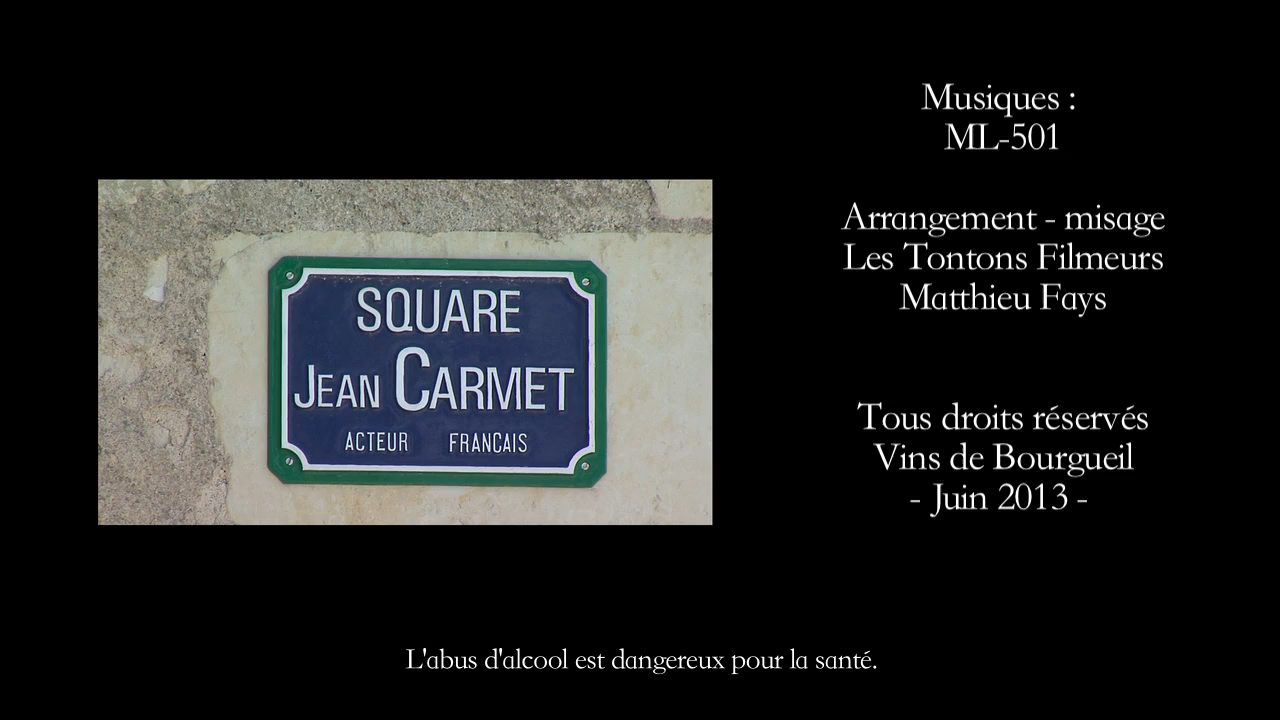 SQUARE
JEAN CARMET
ACTEUR FRANCAIS
Musiques :
ML-501
Arrangement - misage
Les Tontons Filmeurs
Matthieu Fays
Tous droits réservés
Vins de Bourgueil
- Juin 2013 -
L'abus d'alcool est dangereux pour la santé.